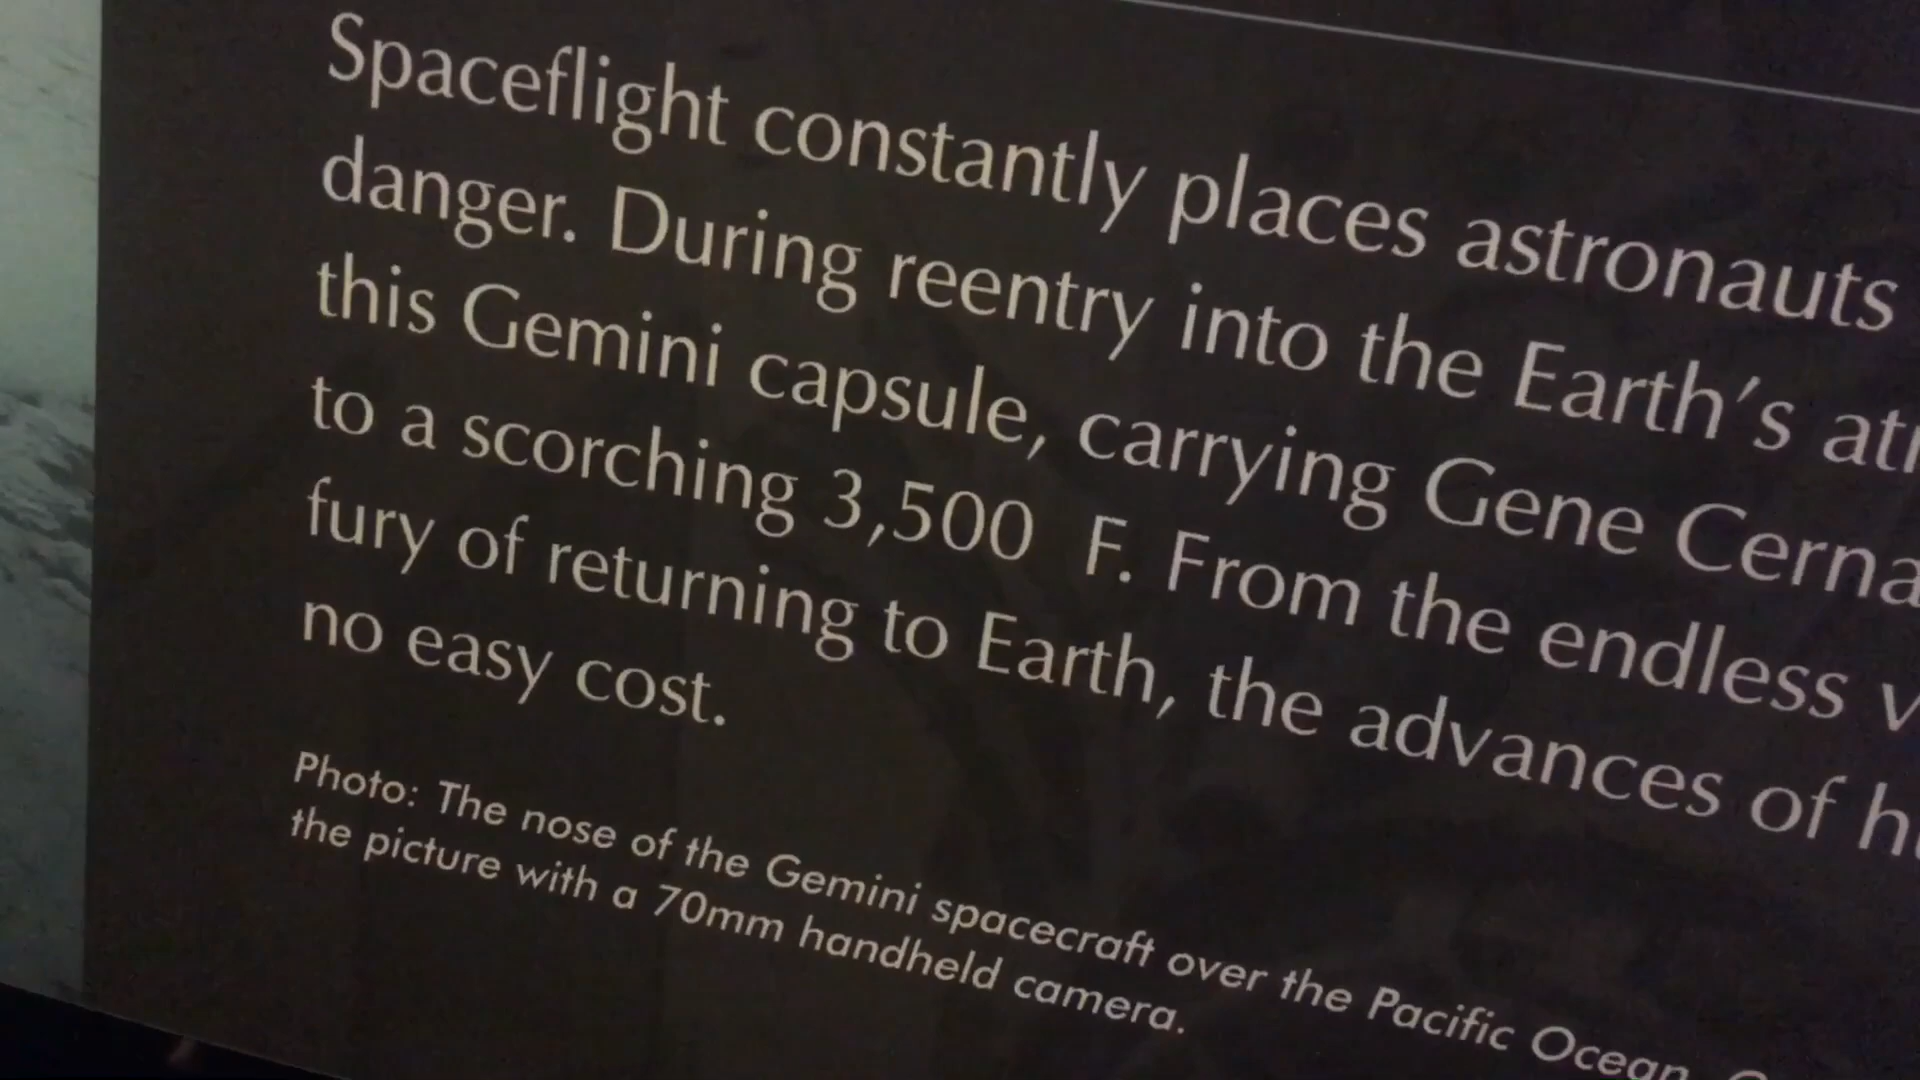 Spaceflight constantly places astronauts
danger. During reentry into the Earth's
this Gemini capsule, carrying Gene
to a scorching 3,500 F. From the endless
fury of returning to Earth, the advances of
no easy cost.
Photo: The nose of the Gemini spacecraft over the Pacific Ocean.
the picture with a 70mm handheld camera.